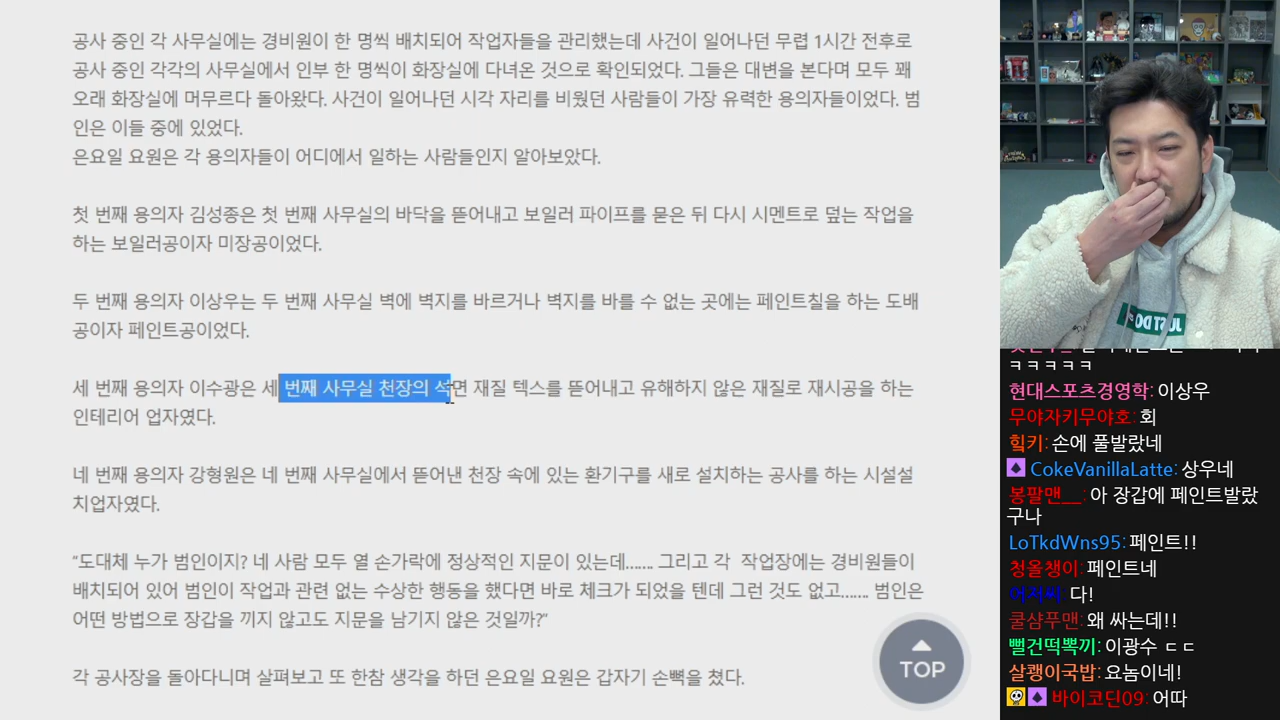 공사 중인 각 사무실에는 경비원이 한 명씩 배치되어 작업자들을 관리했는데 사건이 일어나던 무렵 1시간 전후로
공사 중인 각각의 사무실에서 인부 한 명씩이 화장실에 다녀온 것으로 확인되었다. 그들은 대변을 본다며 모두 꽤
오래 화장실에 머무르다 돌아왔다. 사건이 일어나던 시각 자리를 비웠던 사람들이 가장 유력한 용의자들이었다. 범
인은 이들 중에 있었다.
은요일 요원은 각 용의자들이 어디에서 일하는 사람들인지 알아보았다.
첫 번째 용의자 김성종은 첫 번째 사무실의 바닥을 뜯어내고 보일러 파이프를 묻은 뒤 다시 시멘트로 덮는 작업을
하는 보일러공이자 미장공이었다.
두 번째 용의자 이상우는 두 번째 사무실 벽에 벽지를 바르거나 벽지를 바를 수 없는 곳에는 페인트칠을 하는 도배
공이자 페인트공이었다.
세 번째 용의자 이수광은 세 번째 사무실 천장의 석면 재질 텍스를 뜯어내고 유해하지 않은 재질로 재시공을 하는
인테리어 업자였다.
네 번째 용의자 강형원은 네 번째 사무실에서 뜯어낸 천장 속에 있는 환기구를 새로 설치하는 공사를 하는 시설설
치업자였다.
“도대체 누가 범인이지? 네 사람 모두 열 손가락에 정상적인 지문이 있는데....... 그리고 각  작업장에는 경비원들이
배치되어 있어 범인이 작업과 관련 없는 수상한 행동을 했다면 바로 체크가 되었을 텐데 그런 것도 없고....... 범인은
어떤 방법으로 장갑을 끼지 않고도 지문을 남기지 않은 것일까?”
각 공사장을 돌아다니며 살펴보고 또 한참 생각을 하던 은요일 요원은 갑자기 손뼉을 쳤다.
TOP
JUST DO
ㅋㅋㅋㅋㅋ
현대스포츠경영학: 이상우
무야자키무야호: 회
힘키: 손에 풀발랐네
CokeVanillaLatte: 상우네
봉팔맨__: 아 장갑에 페인트발랐
구나
LoTkdWns95: 페인트!!
청올챙이: 페인트네
다!
쿨샴푸맨: 왜 싸는데!!
뻘건떡뽁끼: 이광수 ㄷㄷ
살쾡이국밥: 요놈이네!
바이코딘09: 어따